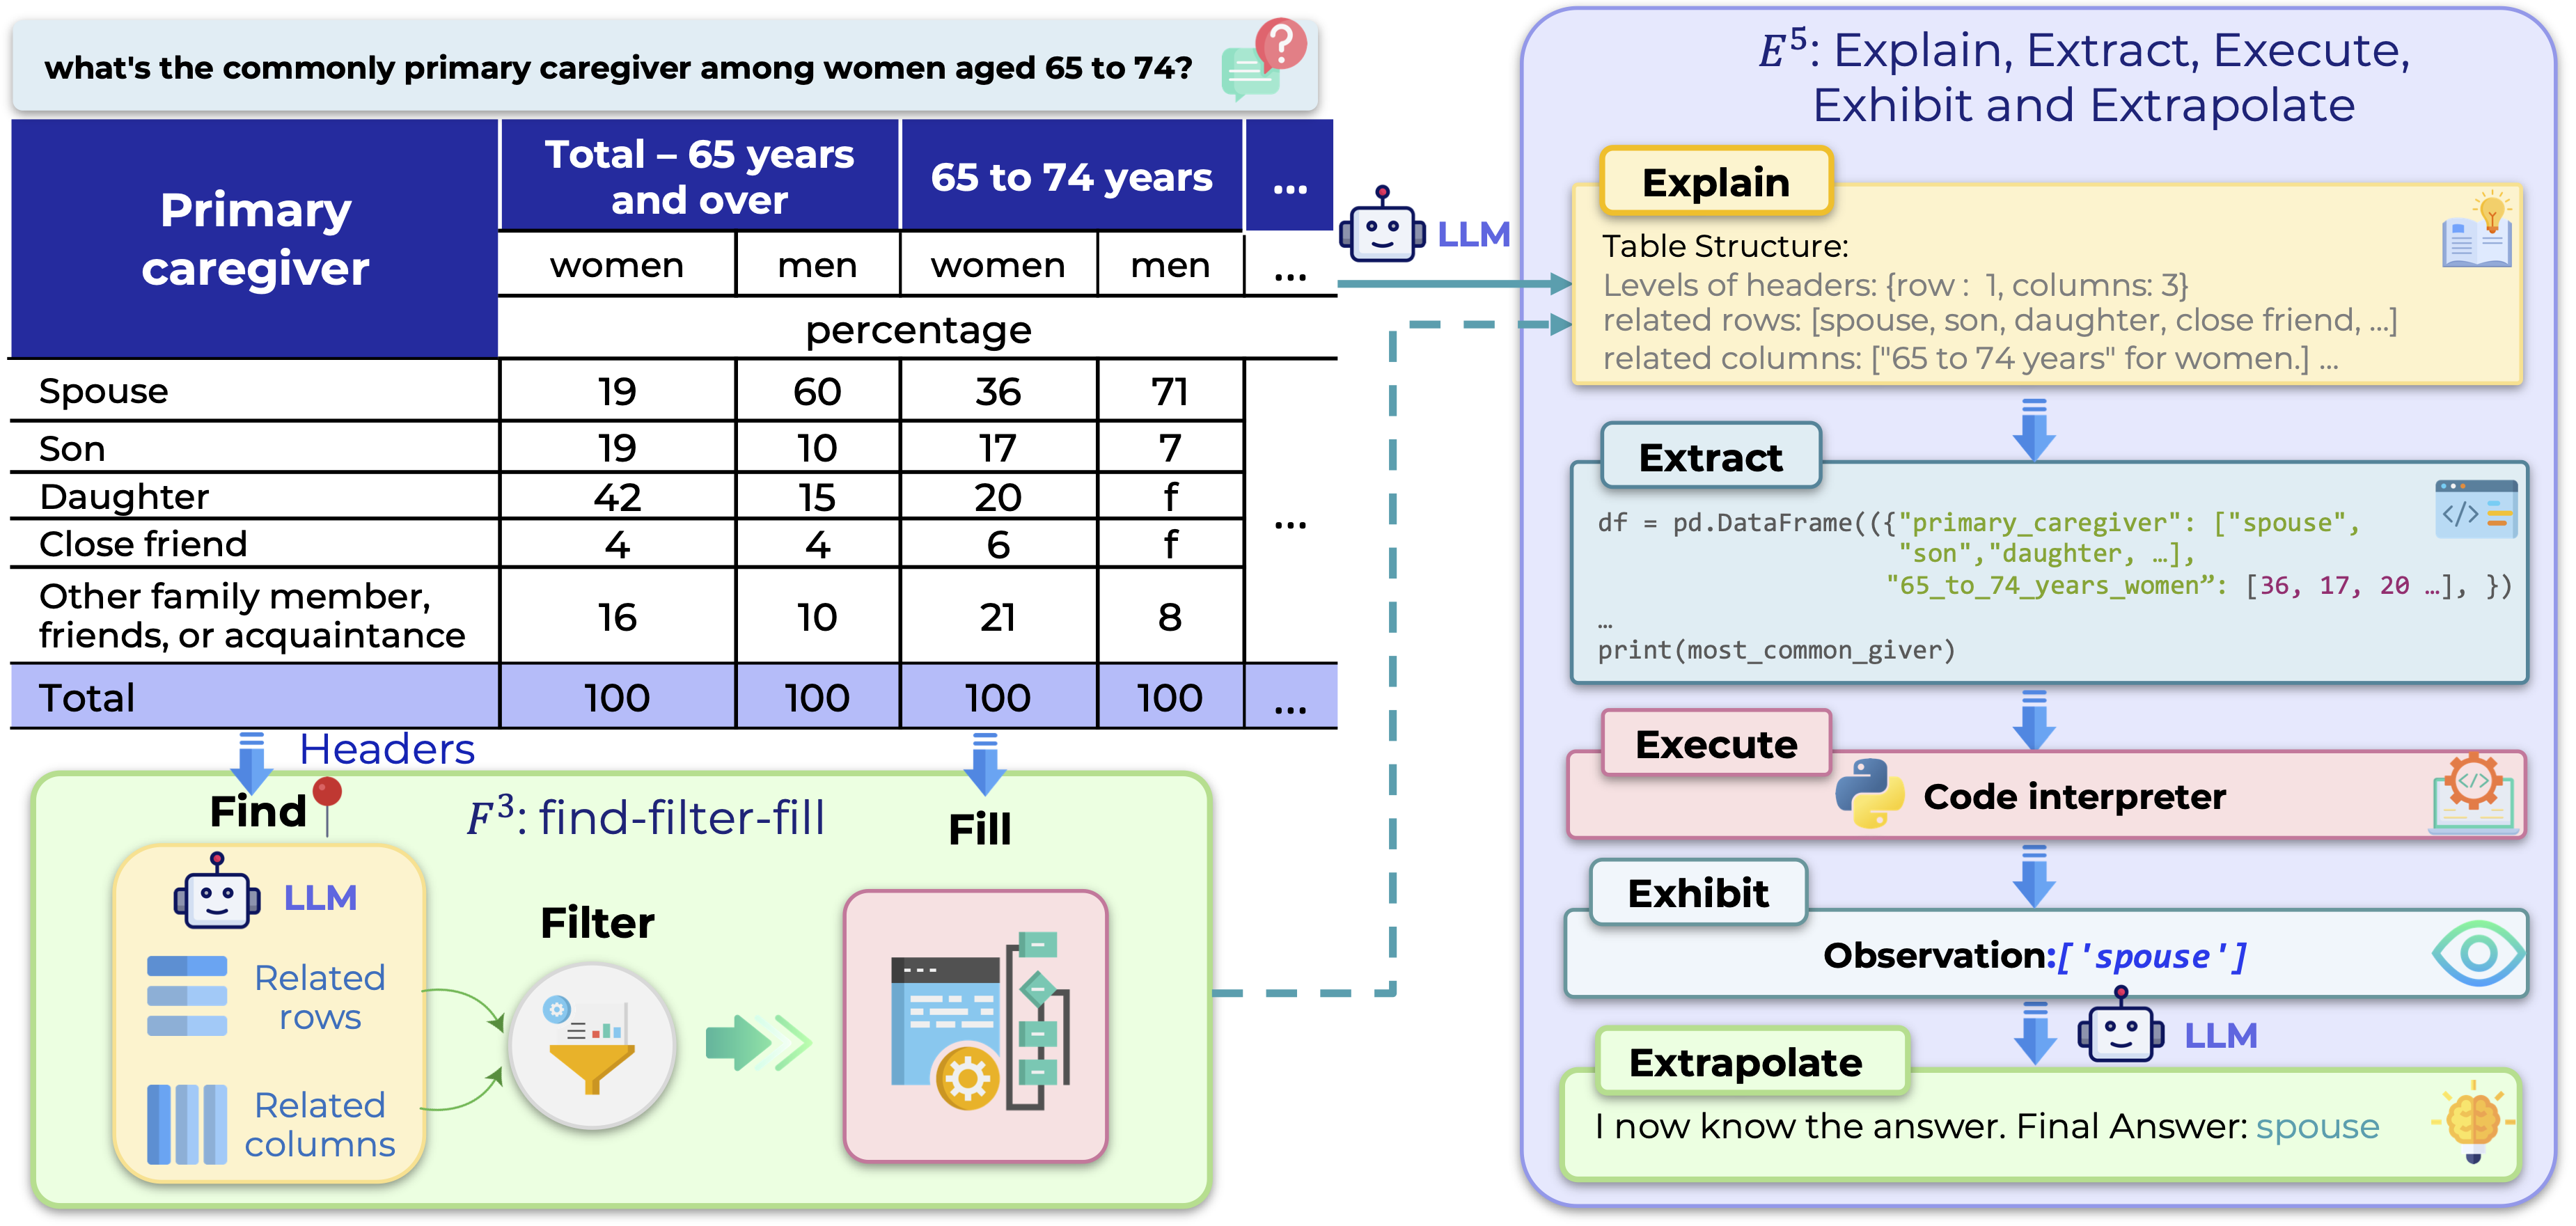 what's the commonly primary caregiver among women aged 65 to 74?
?
Primary
caregiver
Total – 65 years
and over
65 to 74 years
...
women
men
women
men
...
percentage
Spouse
19
60
36
71
Son
19
10
17
7
Daughter
42
15
20
f
...
Close friend
4
4
6
f
Other family member,
friends, or acquaintance
16
10
21
8
Total
100
100
100
100
...
Headers
Find
F³: find-filter-fill
Fill
LLM
Related
rows
Related
columns
Filter
LLM
E⁵: Explain, Extract, Execute,
Exhibit and Extrapolate
Explain
Table Structure:
Levels of headers: {row : 1, columns: 3}
related rows: [spouse, son, daughter, close friend, ...]
related columns: ["65 to 74 years" for women.] ...
Extract
</>
df = pd.DataFrame(({"primary_caregiver": ["spouse",
"son","daughter, …],
"65_to_74_years_women”: [36, 17, 20 …], })
…
print(most_common_giver)
Execute
Code interpreter
</>
Exhibit
Observation:['spouse']
LLM
Extrapolate
I now know the answer. Final Answer: spouse